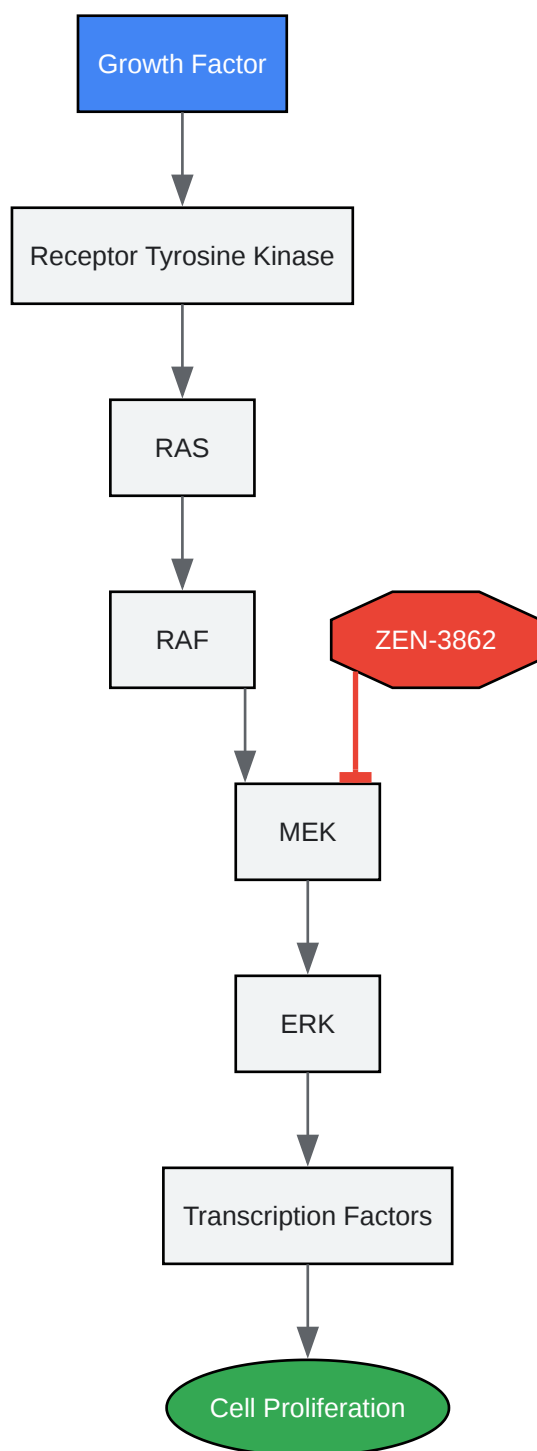 Growth Factor
Receptor Tyrosine Kinase
RAS
RAF
ZEN-3862
MEK
ERK
Transcription Factors
Cell Proliferation